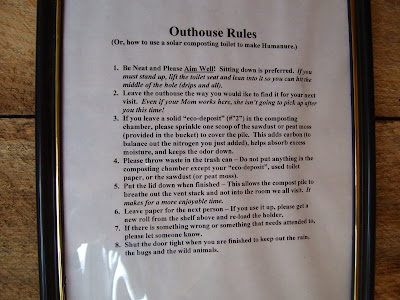 Outhouse Rules
(Or, how to use a solar composting toilet to make Humanure.)
1. Be Neat and Please Aim Well! Sitting down is preferred. If you
must stand up, lift the toilet seat and lean into it so you can hit the
middle of the hole (drips and all).
2. Leave the outhouse the way you would like to find it for your next
visit. Even if your Mom works here, she isn't going to pick up after
you this time!
3. If you leave a solid "eco-deposit" (#"2") in the composting
chamber, please sprinkle one scoop of the sawdust or peat moss
(provided in the bucket) to cover the pile. This adds carbon (to
balance out the nitrogen you just added), helps absorb excess
moisture, and keeps the odor down.
4. Please throw waste in the trash can – Do not put anything in the
composting chamber except your "eco-deposit", used toilet
paper, or the sawdust (or peat moss).
5. Put the lid down when finished – This allows the compost pile to
breathe out the vent stack and not into the room we all visit. It
makes for a more enjoyable time.
6. Leave paper for the next person – If you use it up, please get a
new roll from the shelf above and re-load the holder.
7. If there is something wrong or something that needs attended to,
please let someone know.
8. Shut the door tight when you are finished to keep out the rain,
the bugs and the wild animals.